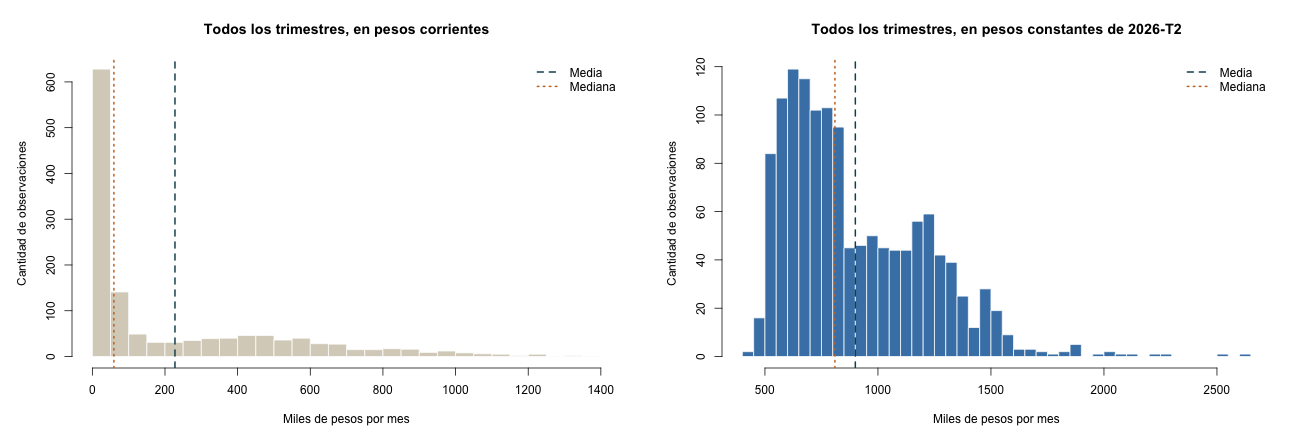 Todos los trimestres, en pesos corrientes
Media
Mediana
Cantidad de observaciones
0
100
200
300
400
500
600
0
200
400
600
800
1000
1200
1400
Miles de pesos por mes
Todos los trimestres, en pesos constantes de 2026-T2
Media
Mediana
Cantidad de observaciones
0
20
40
60
80
100
120
500
1000
1500
2000
2500
Miles de pesos por mes